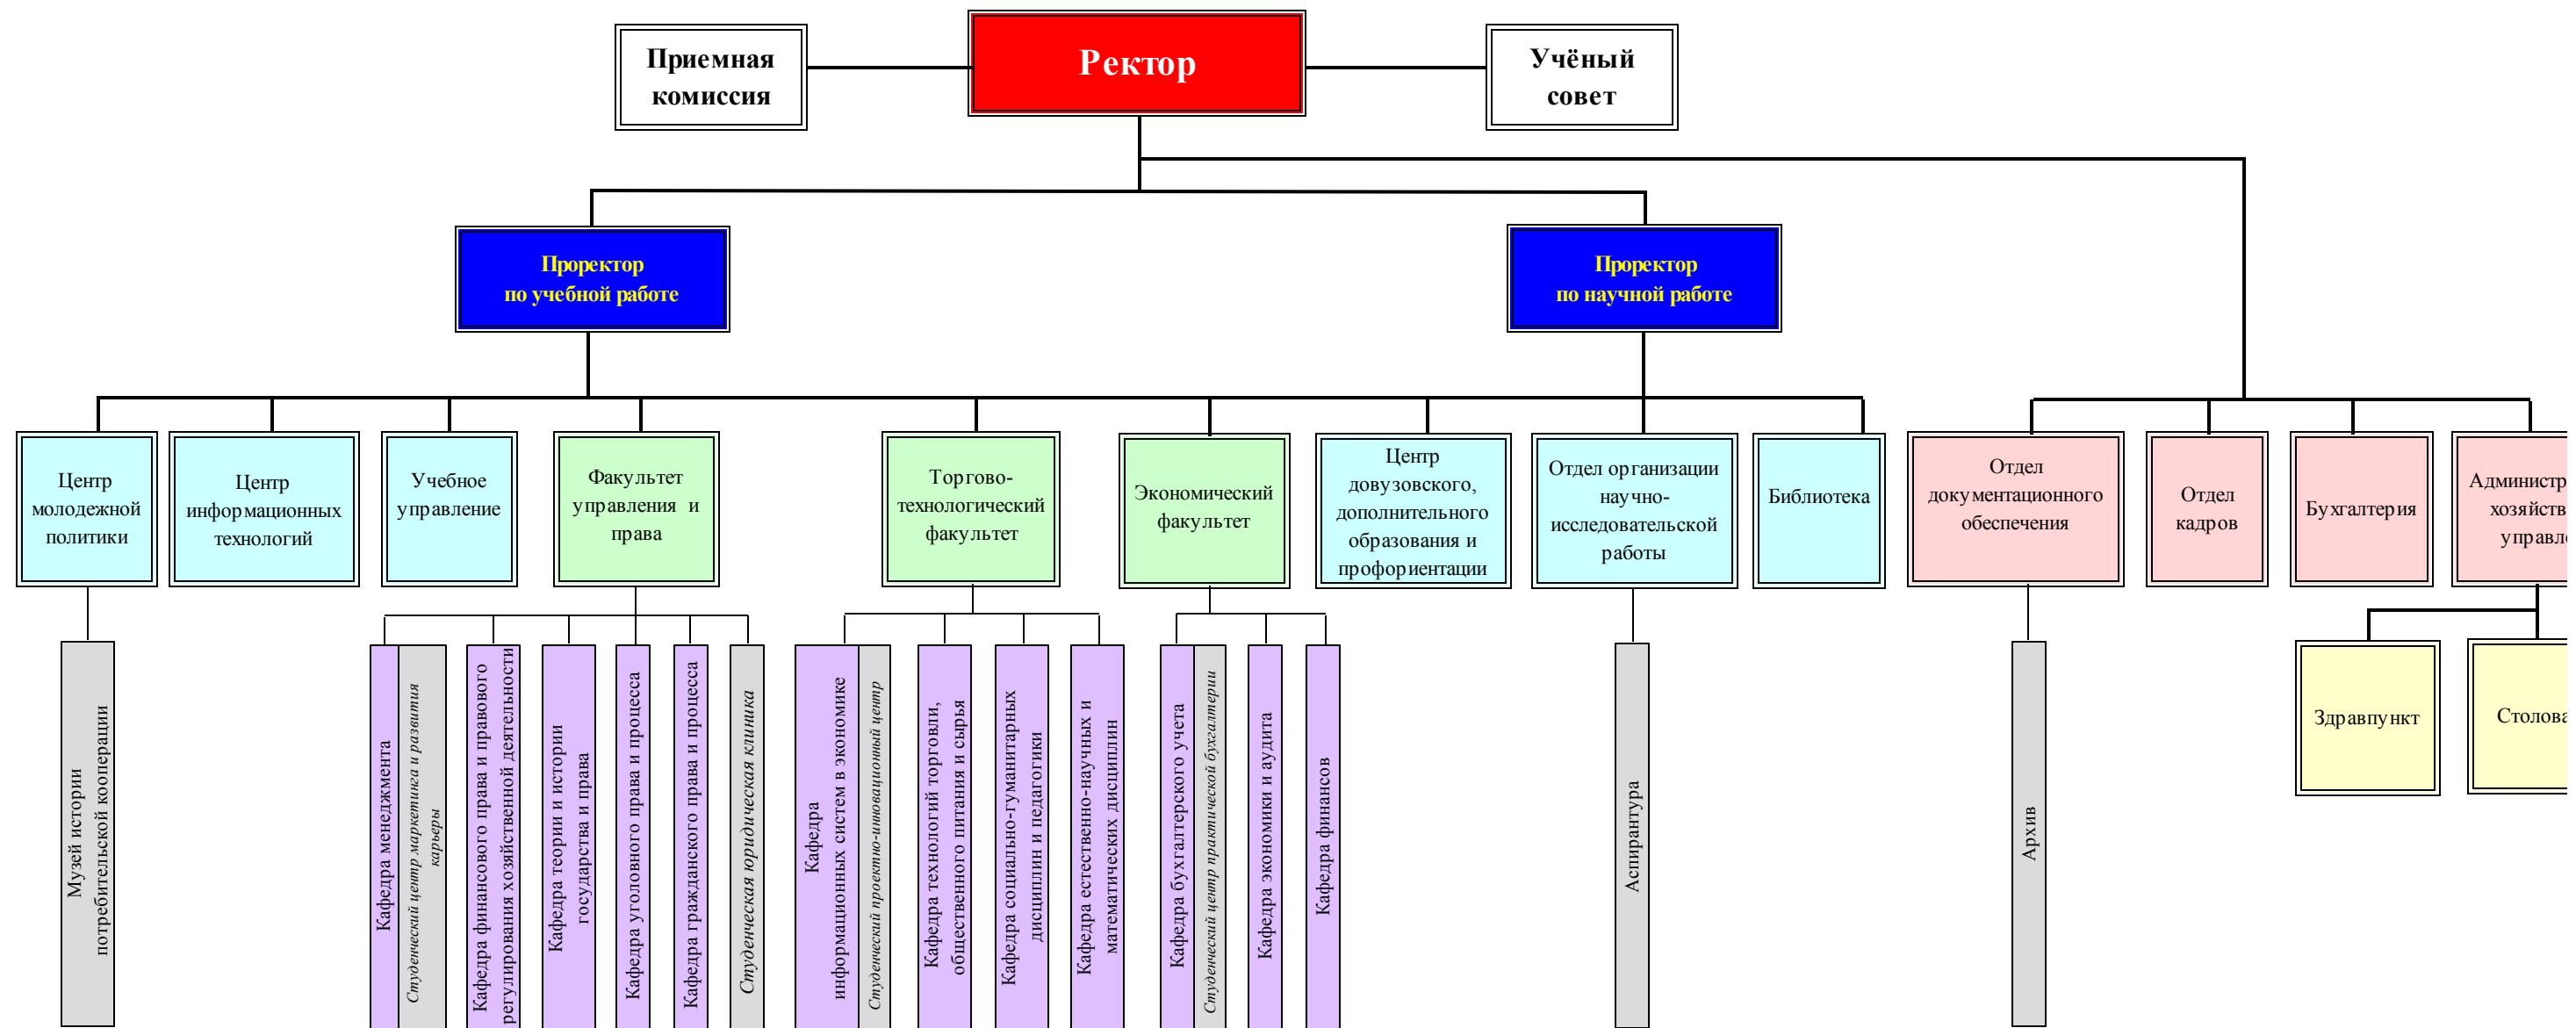 Приемная
комиссия
Ректор
Учёный
совет
Проректор
по учебной работе
Проректор
по научной работе
Центр
молодежной
политики
Центр
информационных
технологий
Учебное
управление
Факультет
управления и
права
Торгово-
технологический
факультет
Экономический
факультет
Центр
довузовского,
дополнительного
образования и
профориентации
Отдел организации
научно-
исследовательской
работы
Библиотека
Отдел
документационного
обеспечения
Отдел
кадров
Бухгалтерия
Администр
хозяйств
управл
Музей истории
потребительской кооперации
Кафедра менеджмента
Студенческий центр маркетинга и развития
карьеры
Кафедра финансового права и правового
регулирования хозяйственной деятельности
Кафедра теории и истории
государства и права
Кафедра уголовного права и процесса
Кафедра гражданского права и процесса
Студенческая юридическая клиника
Кафедра
информационных систем в экономике
Студенческий проектно-инновационный центр
Кафедра технологий торговли,
общественного питания и сырья
Кафедра социально-гуманитарных
дисциплин и педагогики
Кафедра естественно-научных и
математических дисциплин
Кафедра бухгалтерского учета
Студенческий центр практической бухгалтерии
Кафедра экономики и аудита
Кафедра финансов
Аспирантура
Архив
Здравпункт
Столова